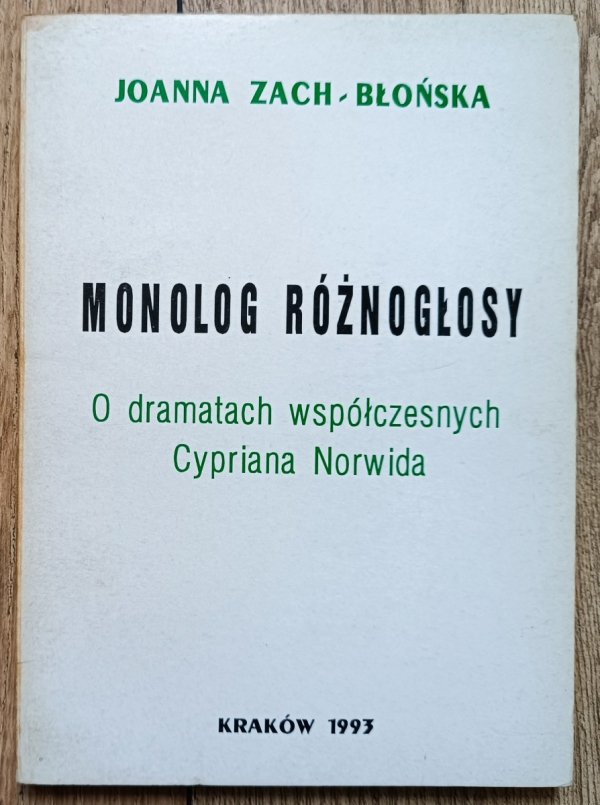 JOANNA ZACH-BŁOŃSKA
MONOLOG RÓŻNOGŁOSY
O dramatach współczesnych
Cypriana Norwida
KRAKÓW 1993